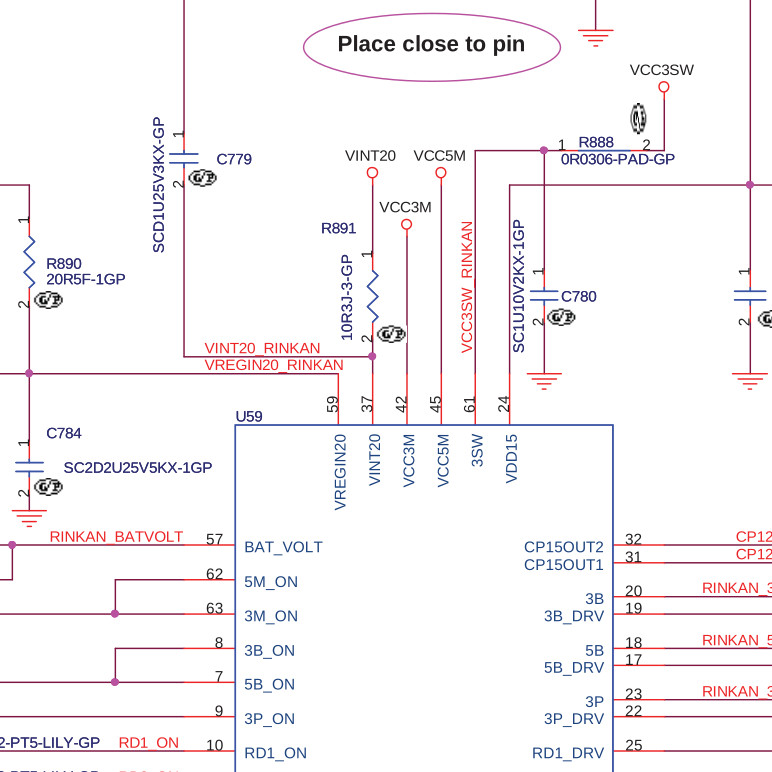 Place close to pin
VCC3SW
1
SCD1U25V3KX-GP
C779
2
G/P
VINT20
VCC5M
VCC3M
1
R888
2
0R0306-PAD-GP
R891
1
10R3J-3-GP
2
G/P
VCC3SW_RINKAN
SC1U10V2KX-1GP
1
C780
2
G/P
1
2
1
R890
20R5F-1GP
2
G/P
VINT20_RINKAN
VREGIN20_RINKAN
59
37
42
45
61
24
U59
1
C784
SC2D2U25V5KX-1GP
2
G/P
VREGIN20
VINT20
VCC3M
VCC5M
3SW
VDD15
RINKAN_BATVOLT
57
BAT_VOLT
62
5M_ON
63
3M_ON
8
3B_ON
7
5B_ON
9
3P_ON
2-PT5-LILY-GP
RD1_ON
10
RD1_ON
CP15OUT2
32
CP12
CP15OUT1
31
CP12
3B
20
RINKAN_3
3B_DRV
19
5B
18
RINKAN_5
5B_DRV
17
3P
23
RINKAN_3
3P_DRV
22
RD1_DRV
25